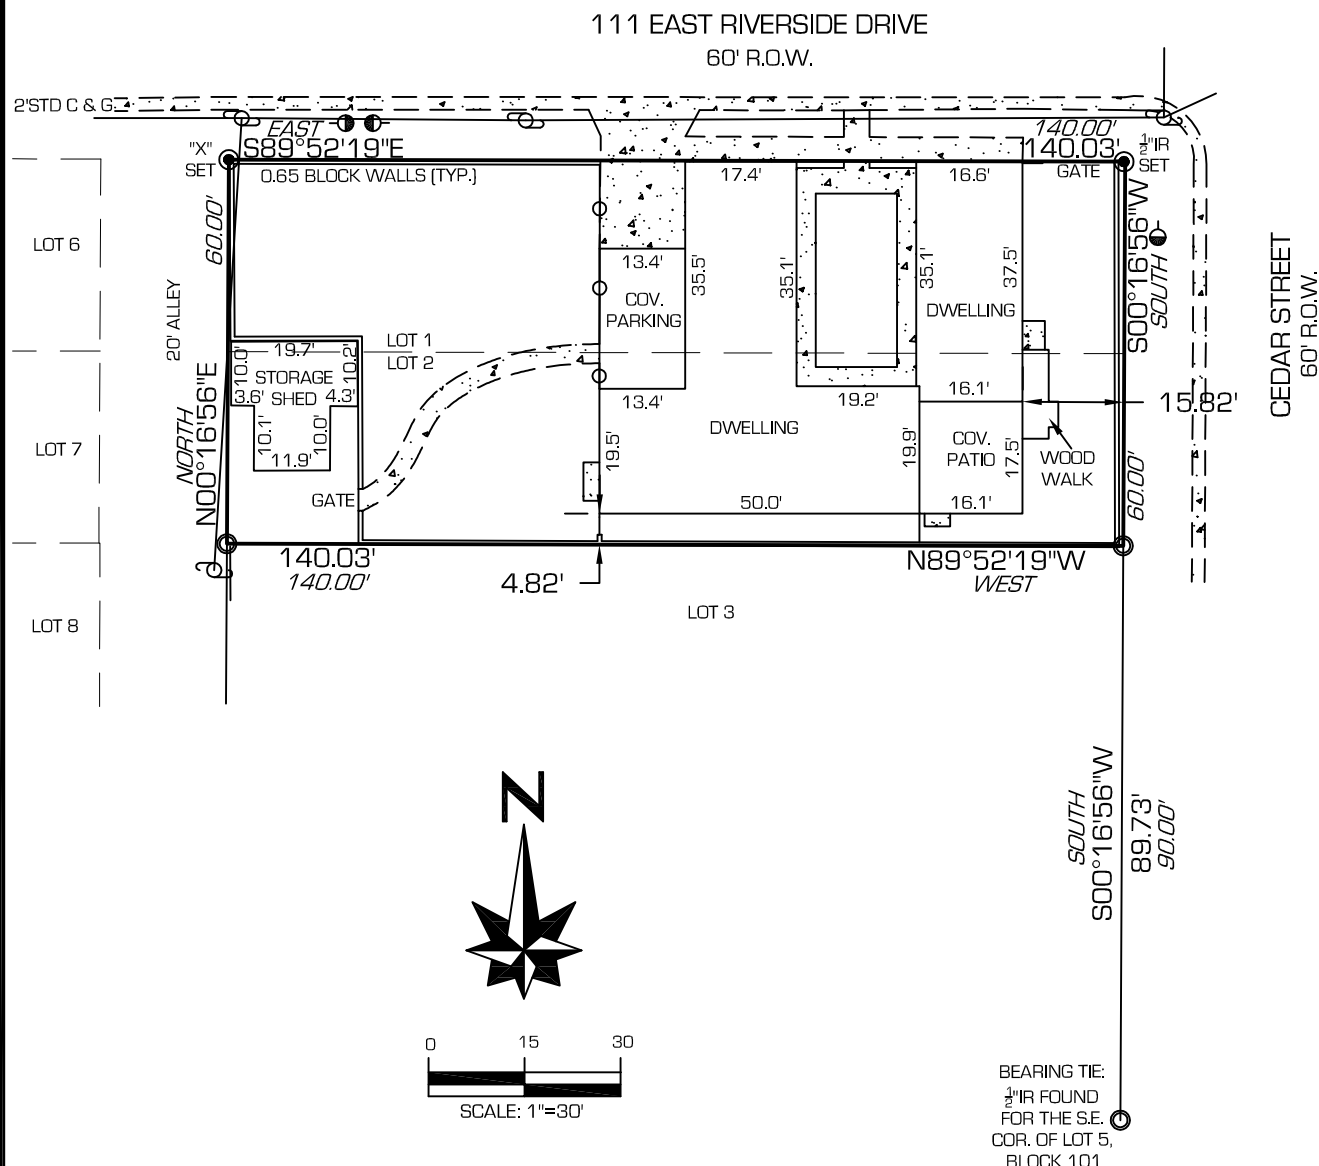 111 EAST RIVERSIDE DRIVE
60' R.O.W.
2'STD C & G
EAST
S89°52'19"E
140.00'
140.03'
"X"
SET
1/2"IR
SET
0.65 BLOCK WALLS (TYP.)
17.4'
16.6'
GATE
60.00'
LOT 6
20' ALLEY
13.4'
COV.
PARKING
35.5'
35.1'
35.1'
37.5'
DWELLING
S00°16'56"W
SOUTH
CEDAR STREET
60' R.O.W.
LOT 1
LOT 2
19.7'
10.0'
10.2'
STORAGE
SHED
3.6'
4.3'
10.1'
10.0'
11.9'
NORTH
N00°16'56"E
LOT 7
GATE
13.4'
19.2'
16.1'
15.82'
DWELLING
19.5'
19.9'
COV.
PATIO
17.5'
WOOD
WALK
50.0'
16.1'
60.00'
140.03'
140.00'
4.82'
N89°52'19"W
WEST
LOT 3
LOT 8
N
SOUTH
S00°16'56"W
89.73'
90.00'
0 15 30
SCALE: 1"=30'
BEARING TIE:
1/2"IR FOUND
FOR THE S.E.
COR. OF LOT 5,
BLOCK 101